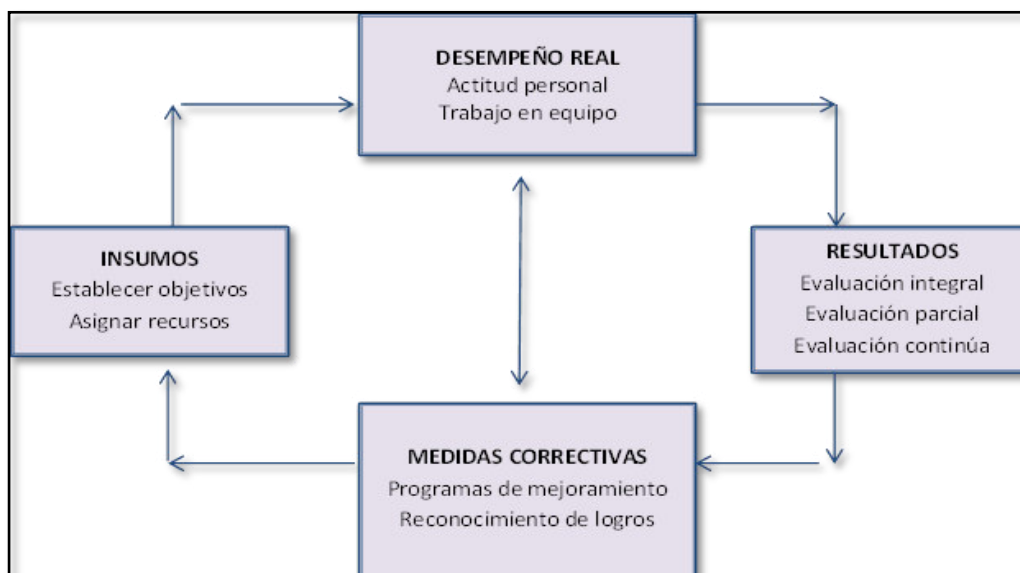 DESEMPEÑO REAL
Actitud personal
Trabajo en equipo
INSUMOS
Establecer objetivos
Asignar recursos
RESULTADOS
Evaluación integral
Evaluación parcial
Evaluación continúa
MEDIDAS CORRECTIVAS
Programas de mejoramiento
Reconocimiento de logros